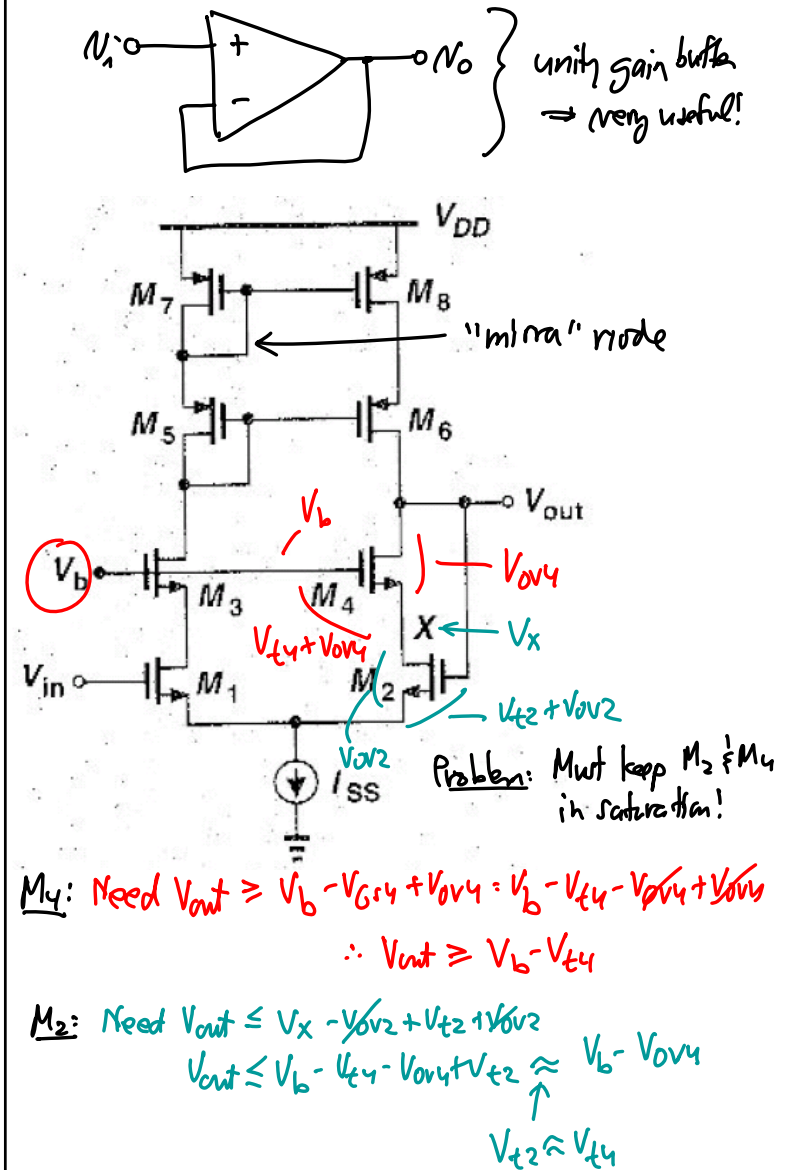 Vi + Vo unity gain buffer
- ⇒ very useful!
VDD
M7 M8
"mirror" node
M5 M6
Vb Vout
Vb M3 M4 Vov4
Vt4+Vov4 X ← Vx
Vin M1 M2
Vt2+Vov2
Vov2
ISS Problem: Must keep M2 & M4
in saturation!
M4: Need Vout ≥ Vb - VGS4 + Vov4 = Vb - Vt4 - Vov4 + Vov4
∴ Vout ≥ Vb - Vt4
M2: Need Vout ≤ Vx - Vov2 + Vt2 + Vov2
Vout ≤ Vb - Vt4 - Vov4 + Vt2 ≈ Vb - Vov4
Vt2 ≈ Vt4